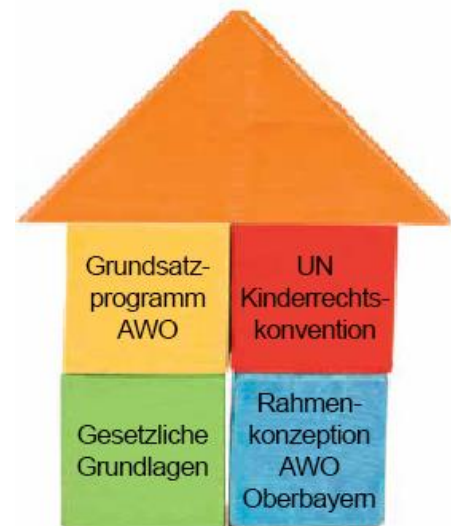 Grundsatz-
programm
AWO
UN
Kinderrechts-
konvention
Gesetzliche
Grundlagen
Rahmen-
konzeption
AWO
Oberbayern